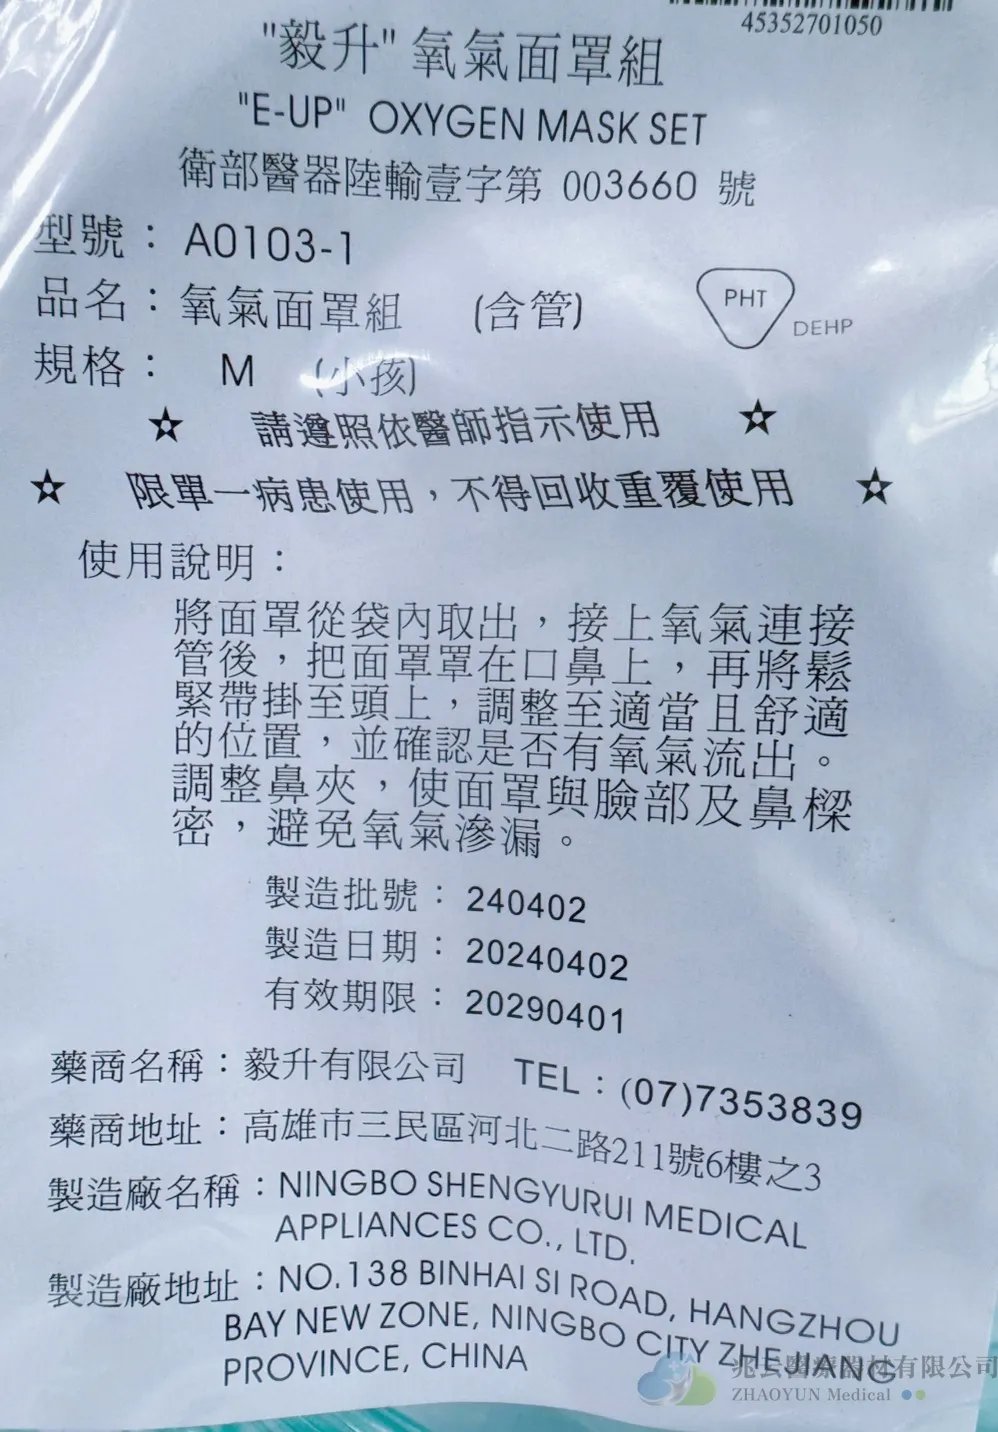 45352701050
"毅升" 氧氣面罩組
"E-UP" OXYGEN MASK SET
衛部醫器陸輸壹字第 003660 號
型號：A0103-1
品名：氧氣面罩組 (含管)
PHT
DEHP
規格： M (小孩)
☆ 請遵照依醫師指示使用 ☆
☆ 限單一病患使用，不得回收重覆使用 ☆
使用說明：
將面罩從袋內取出，接上氧氣連接
管後，把面罩罩在口鼻上，再將鬆
緊帶掛至頭上，調整至適當且舒適
的位置，並確認是否有氧氣流出。
調整鼻夾，使面罩與臉部及鼻樑
密，避免氧氣滲漏。
製造批號：240402
製造日期：20240402
有效期限：20290401
藥商名稱：毅升有限公司 TEL：(07)7353839
藥商地址：高雄市三民區河北二路211號6樓之3
製造廠名稱：NINGBO SHENGYURUI MEDICAL
APPLIANCES CO., LTD.
製造廠地址：NO.138 BINHAI SI ROAD, HANGZHOU
BAY NEW ZONE, NINGBO CITY ZHEJIANG
PROVINCE, CHINA
兆云醫療器材有限公司
ZHAOYUN Medical